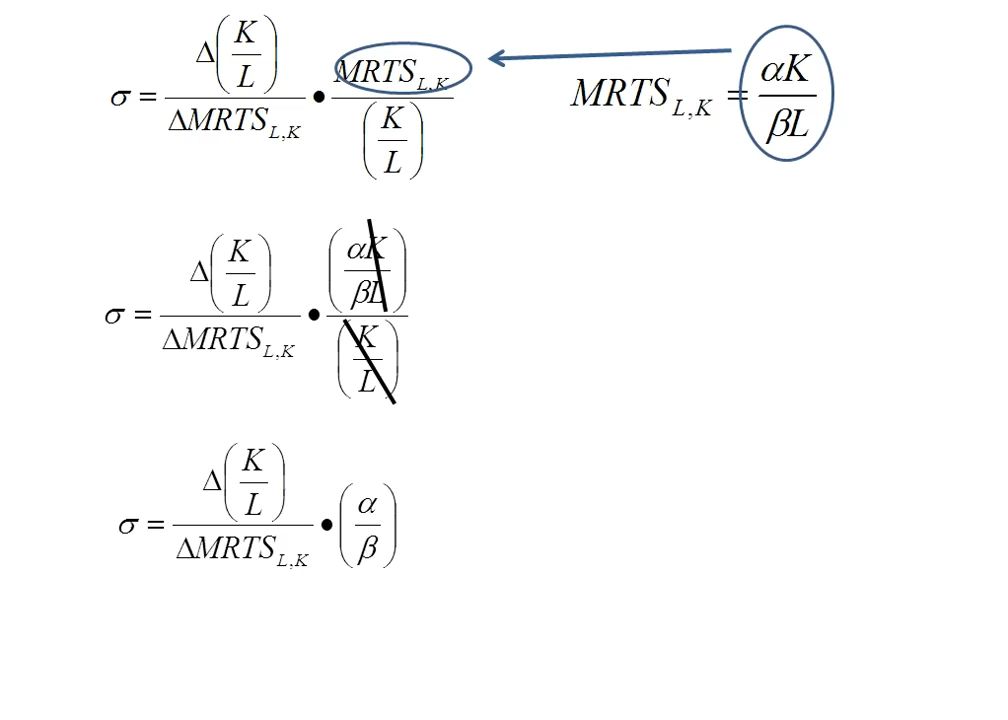 σ = Δ(K/L)/ΔMRTS_{L,K} • MRTS_{L,K}/(K/L)
MRTS_{L,K} = αK/βL
σ = Δ(K/L)/ΔMRTS_{L,K} • (αK/βL)/(K/L)
σ = Δ(K/L)/ΔMRTS_{L,K} • (α/β)